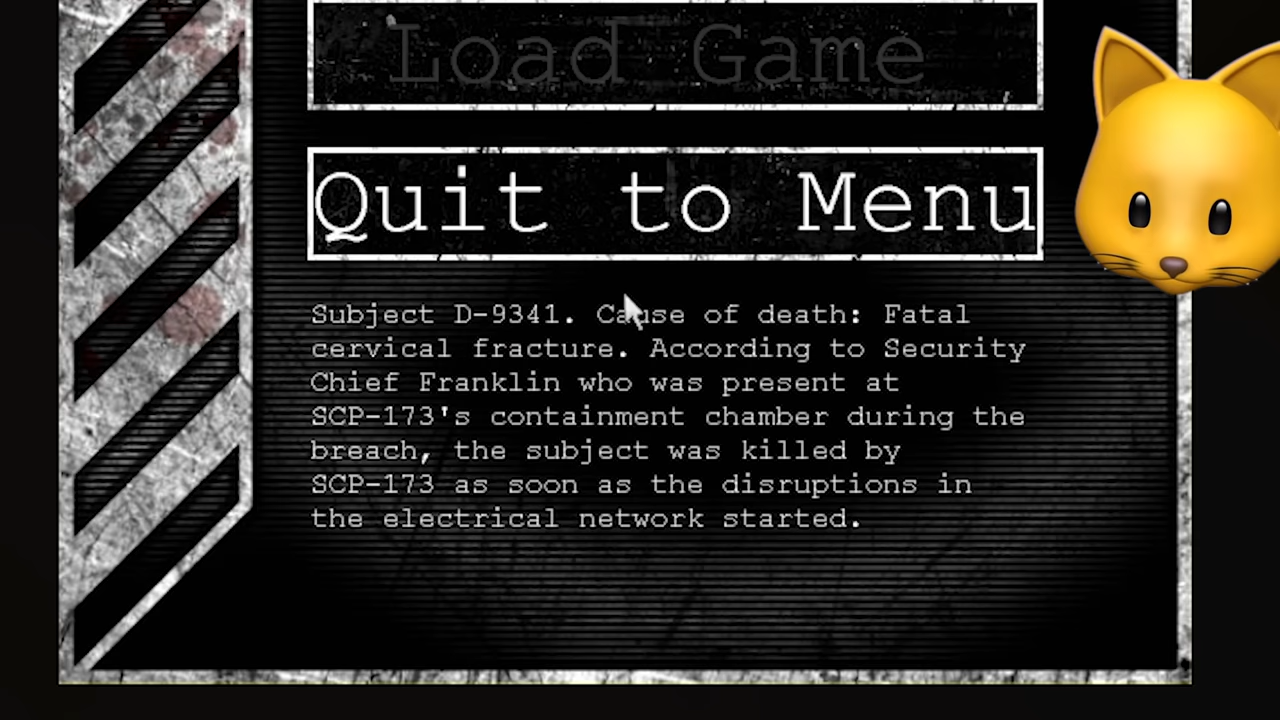 Load Game
Quit to Menu
Subject D-9341. Cause of death: Fatal
cervical fracture. According to Security
Chief Franklin who was present at
SCP-173's containment chamber during the
breach, the subject was killed by
SCP-173 as soon as the disruptions in
the electrical network started.